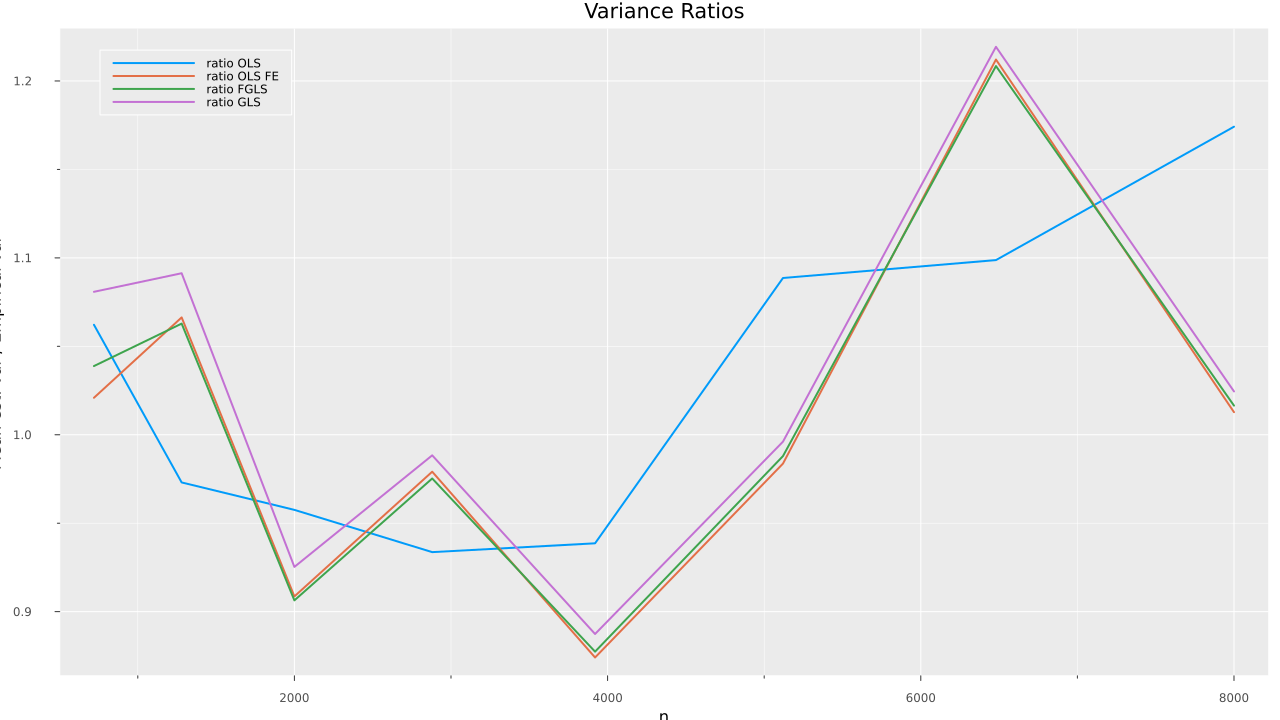 Variance Ratios
ratio OLS
ratio OLS FE
ratio FGLS
ratio GLS
1.2
1.1
1.0
0.9
2000
4000
6000
8000
n